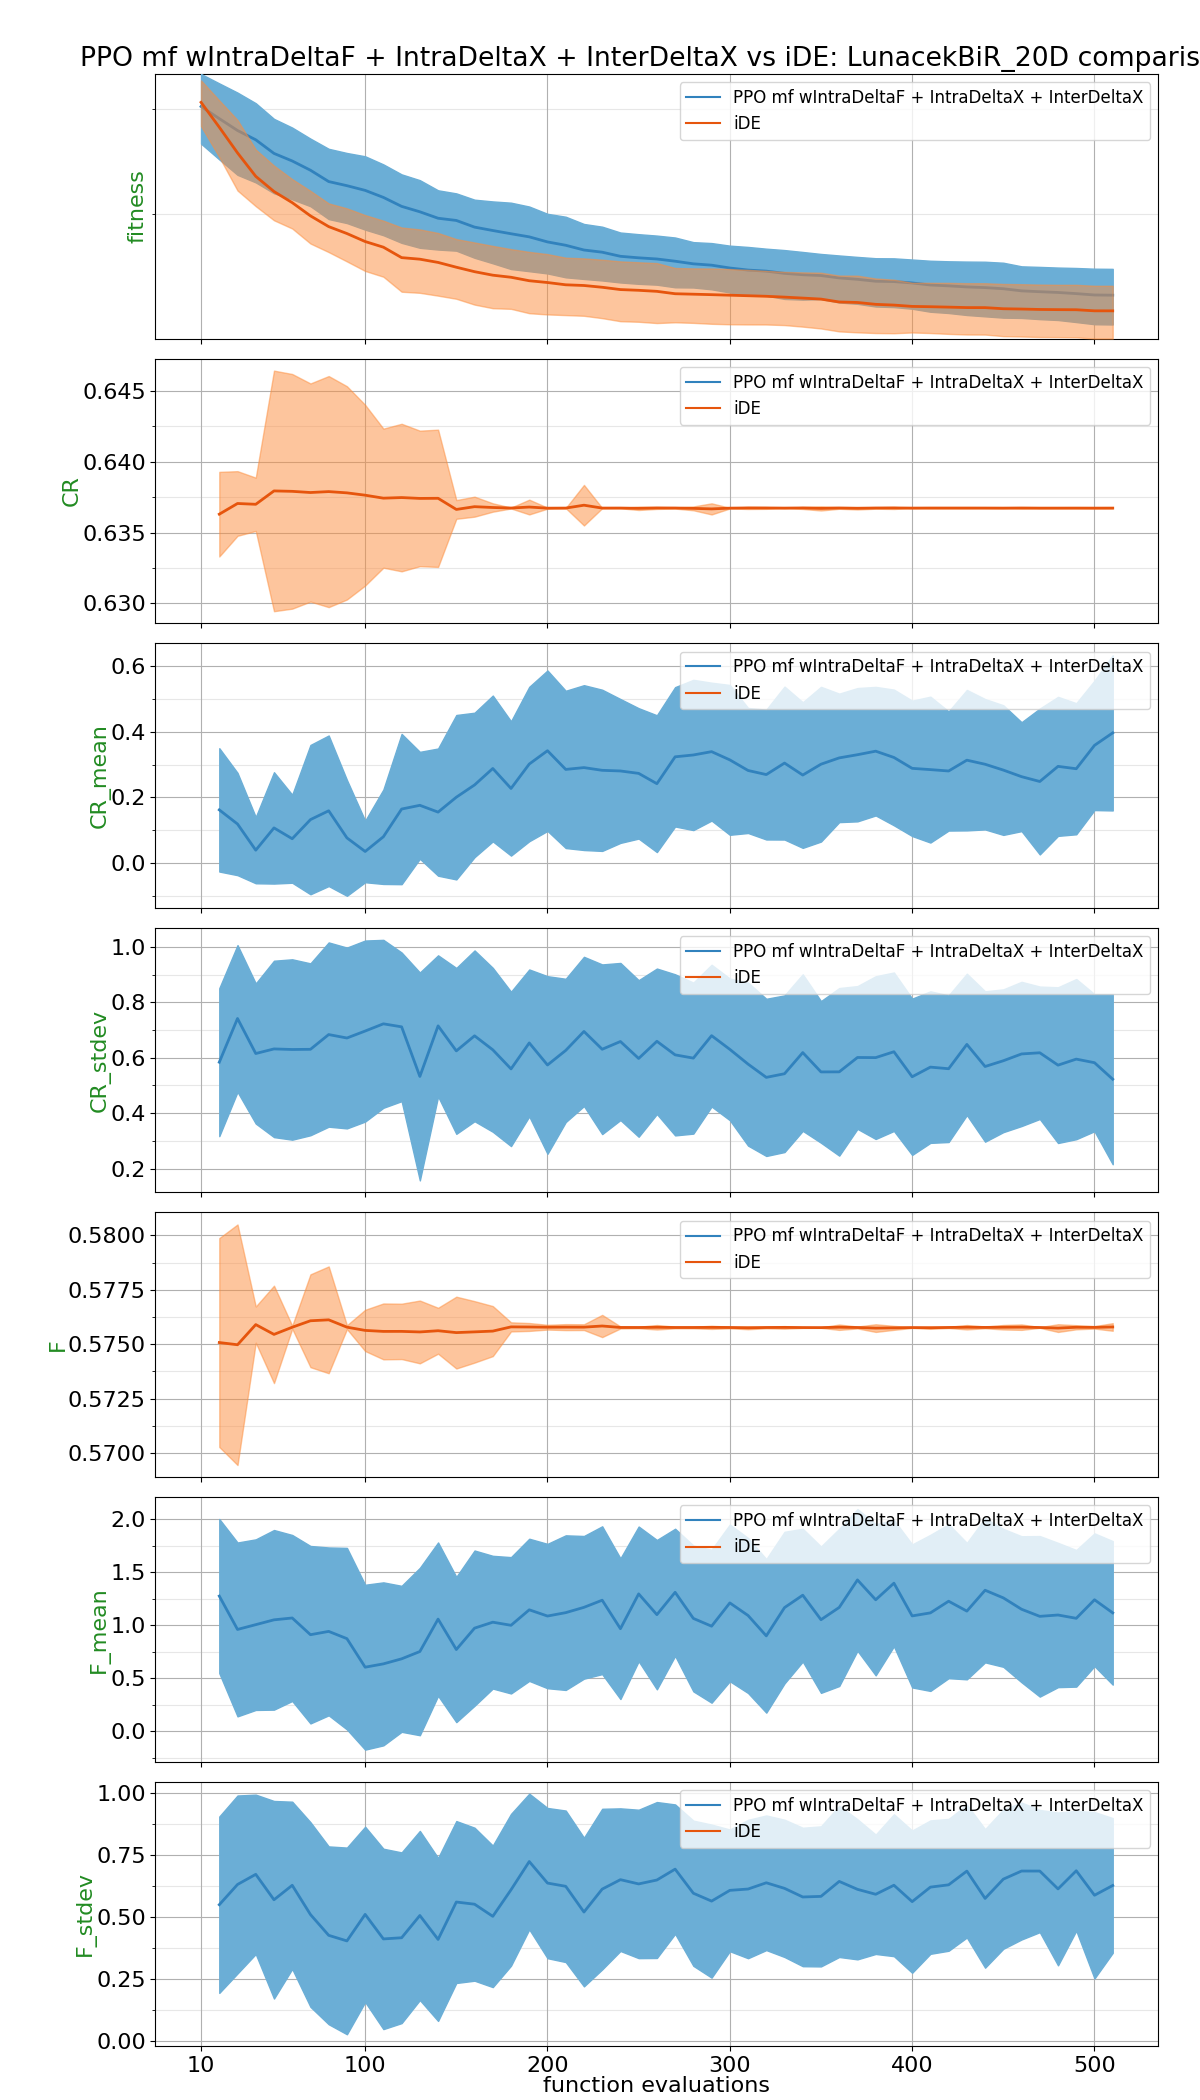 PPO mf wIntraDeltaF + IntraDeltaX + InterDeltaX vs iDE: LunacekBiR_20D comparis
fitness
PPO mf wIntraDeltaF + IntraDeltaX + InterDeltaX
iDE
CR
0.645
0.640
0.635
0.630
PPO mf wIntraDeltaF + IntraDeltaX + InterDeltaX
iDE
CR_mean
0.6
0.4
0.2
0.0
PPO mf wIntraDeltaF + IntraDeltaX + InterDeltaX
iDE
CR_stdev
1.0
0.8
0.6
0.4
0.2
PPO mf wIntraDeltaF + IntraDeltaX + InterDeltaX
iDE
F
0.5800
0.5775
0.5750
0.5725
0.5700
PPO mf wIntraDeltaF + IntraDeltaX + InterDeltaX
iDE
F_mean
2.0
1.5
1.0
0.5
0.0
PPO mf wIntraDeltaF + IntraDeltaX + InterDeltaX
iDE
F_stdev
1.00
0.75
0.50
0.25
0.00
PPO mf wIntraDeltaF + IntraDeltaX + InterDeltaX
iDE
10 100 200 300 400 500
function evaluations